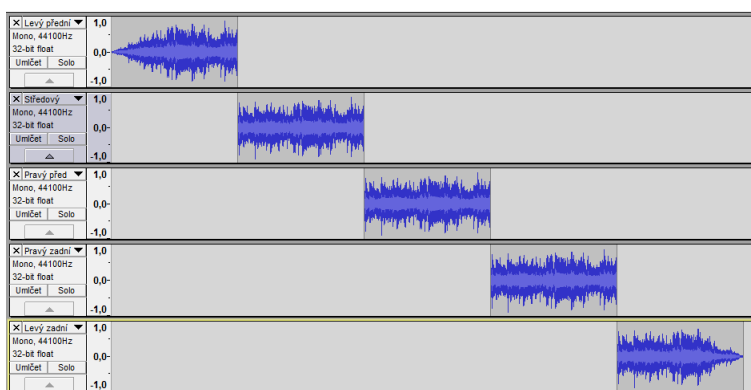 Levý přední
1,0
Mono, 44100Hz
32-bit float
0,0-
Umlčet Solo
-1,0
Středový
1,0
Mono, 44100Hz
32-bit float
0,0-
Umlčet Solo
-1,0
Pravý před
1,0
Mono, 44100Hz
32-bit float
0,0-
Umlčet Solo
-1,0
Pravý zadní
1,0
Mono, 44100Hz
32-bit float
0,0-
Umlčet Solo
-1,0
Levý zadní
1,0
Mono, 44100Hz
32-bit float
0,0-
Umlčet Solo
-1,0